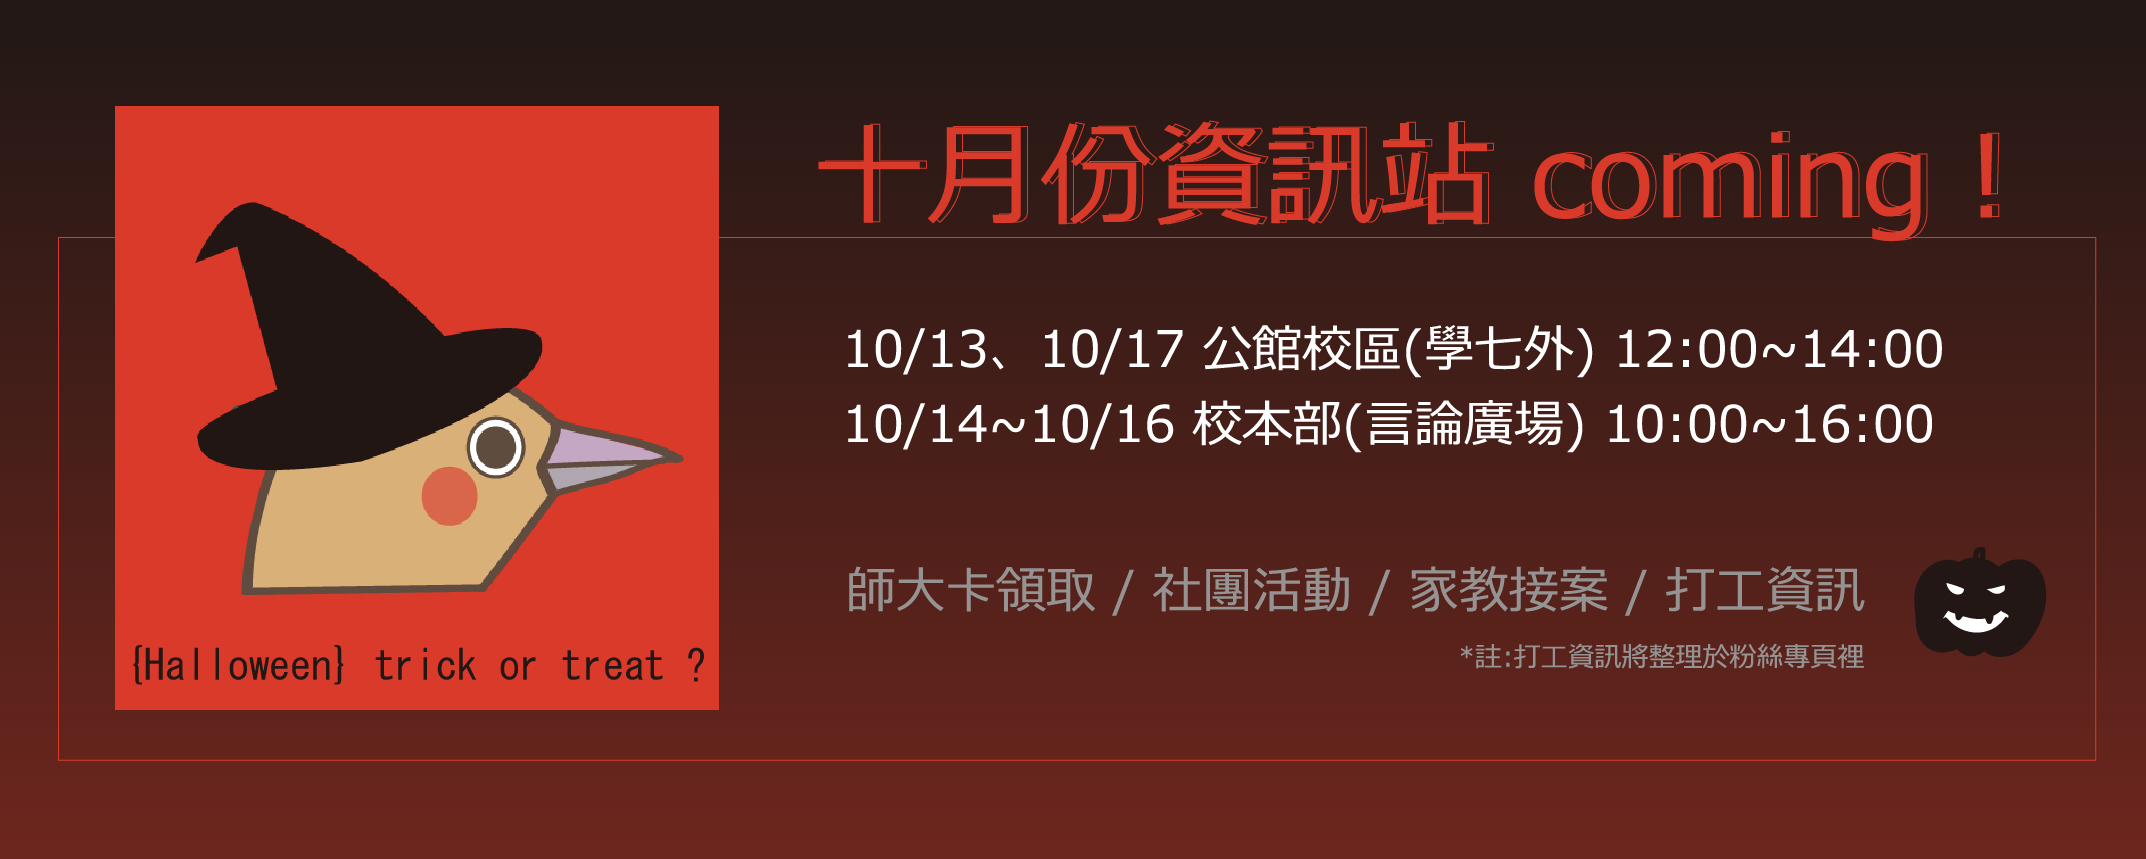 十月份資訊站 coming！
10/13、10/17 公館校區(學七外) 12:00~14:00
10/14~10/16 校本部(言論廣場) 10:00~16:00
師大卡領取 / 社團活動 / 家教接案 / 打工資訊
*註:打工資訊將整理於粉絲專頁裡
{Halloween} trick or treat ?